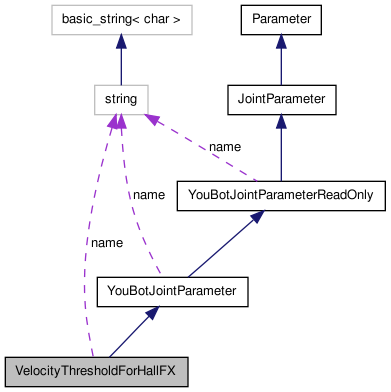 basic_string< char >
Parameter
string
JointParameter
name
YouBotJointParameterReadOnly
name
name
YouBotJointParameter
VelocityThresholdForHallFX